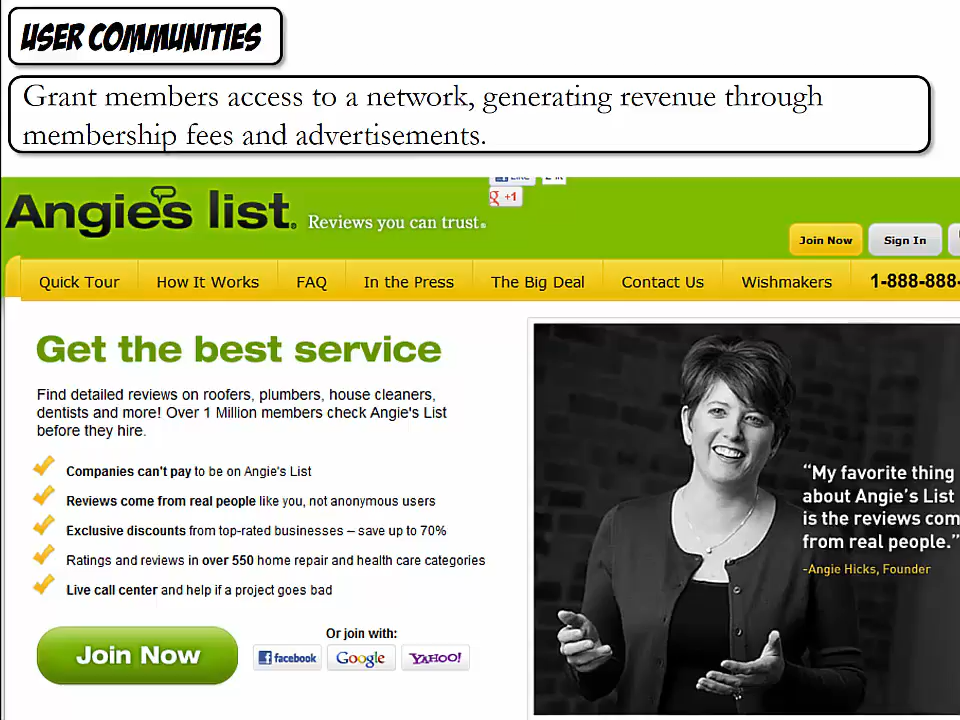 USER COMMUNITIES
Grant members access to a network, generating revenue through
membership fees and advertisements.
Angie's list. Reviews you can trust.
g +1
Join Now
Sign In
Quick Tour
How It Works
FAQ
In the Press
The Big Deal
Contact Us
Wishmakers
1-888-888-
Get the best service
Find detailed reviews on roofers, plumbers, house cleaners,
dentists and more! Over 1 Million members check Angie's List
before they hire.
Companies can't pay to be on Angie's List
Reviews come from real people like you, not anonymous users
Exclusive discounts from top-rated businesses – save up to 70%
Ratings and reviews in over 550 home repair and health care categories
Live call center and help if a project goes bad
Join Now
Or join with:
facebook
Google
YAHOO!
“My favorite thing
about Angie’s List
is the reviews com
from real people.”
-Angie Hicks, Founder